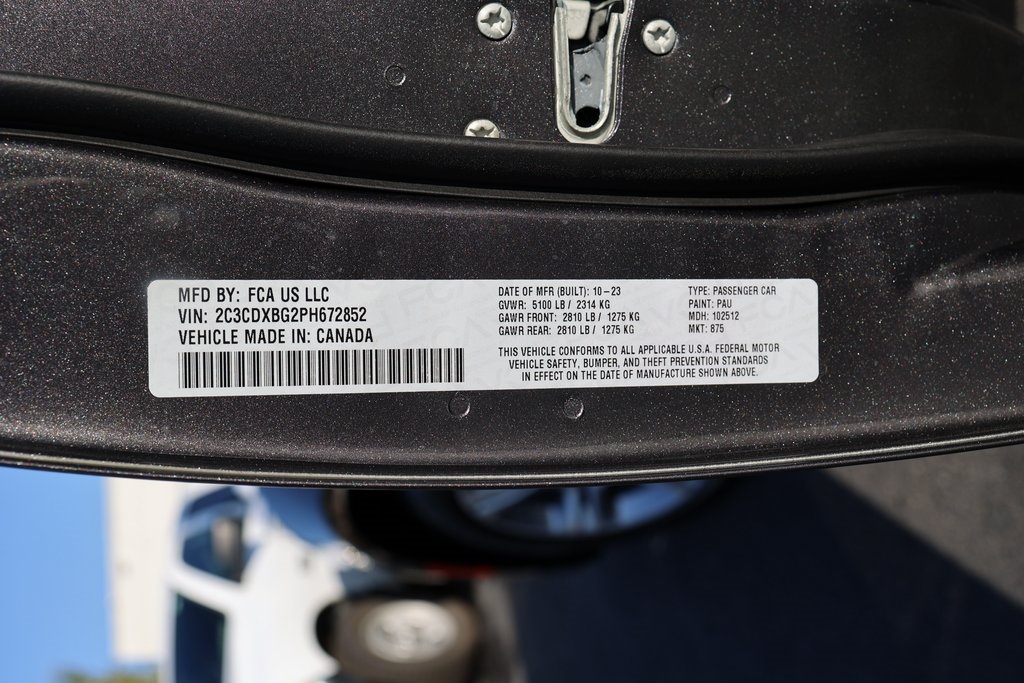 MFD BY: FCA US LLC
VIN: 2C3CDXBG2PH672852
VEHICLE MADE IN: CANADA
DATE OF MFR (BUILT): 10-23
GVWR: 5100 LB / 2314 KG
GAWR FRONT: 2810 LB / 1275 KG
GAWR REAR: 2810 LB / 1275 KG
TYPE: PASSENGER CAR
PAINT: PAU
MDH: 102512
MKT: 875
THIS VEHICLE CONFORMS TO ALL APPLICABLE U.S.A. FEDERAL MOTOR
VEHICLE SAFETY, BUMPER, AND THEFT PREVENTION STANDARDS
IN EFFECT ON THE DATE OF MANUFACTURE SHOWN ABOVE.